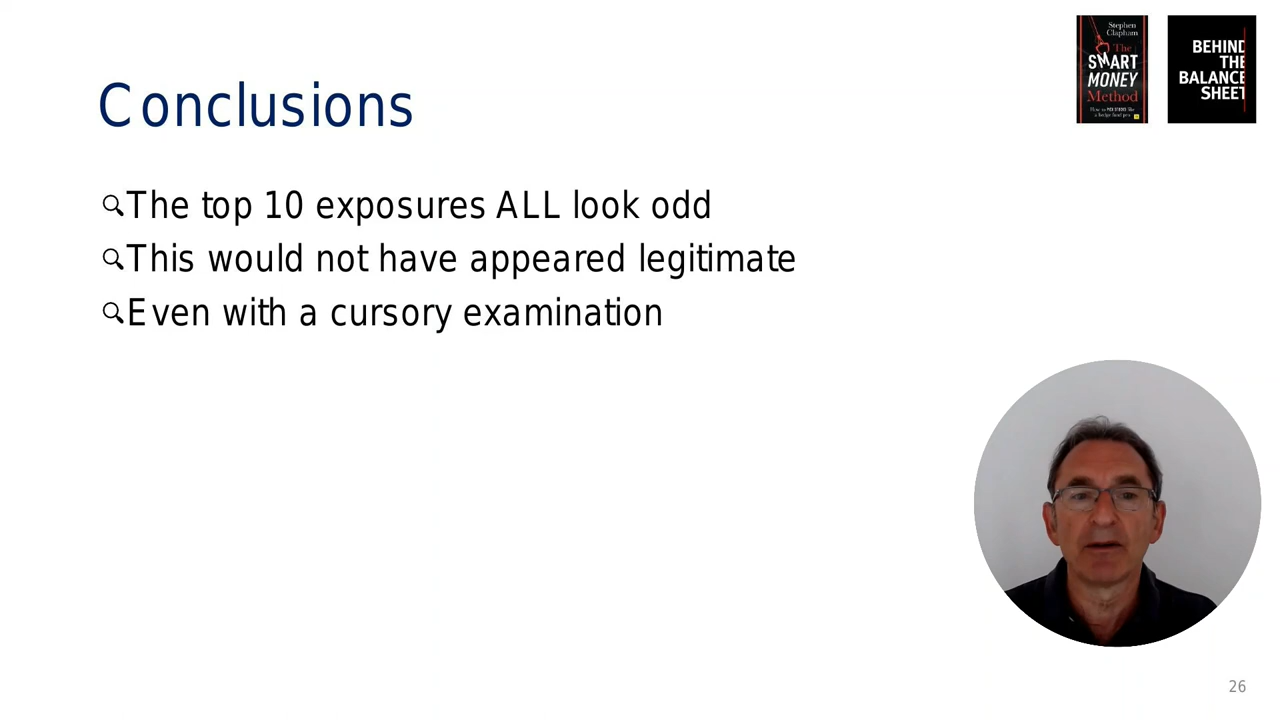 Stephen
Clapham
The
SMART
MONEY
Method
BEHIND
THE
BALANCE
SHEET
Conclusions
The top 10 exposures ALL look odd
This would not have appeared legitimate
Even with a cursory examination
26